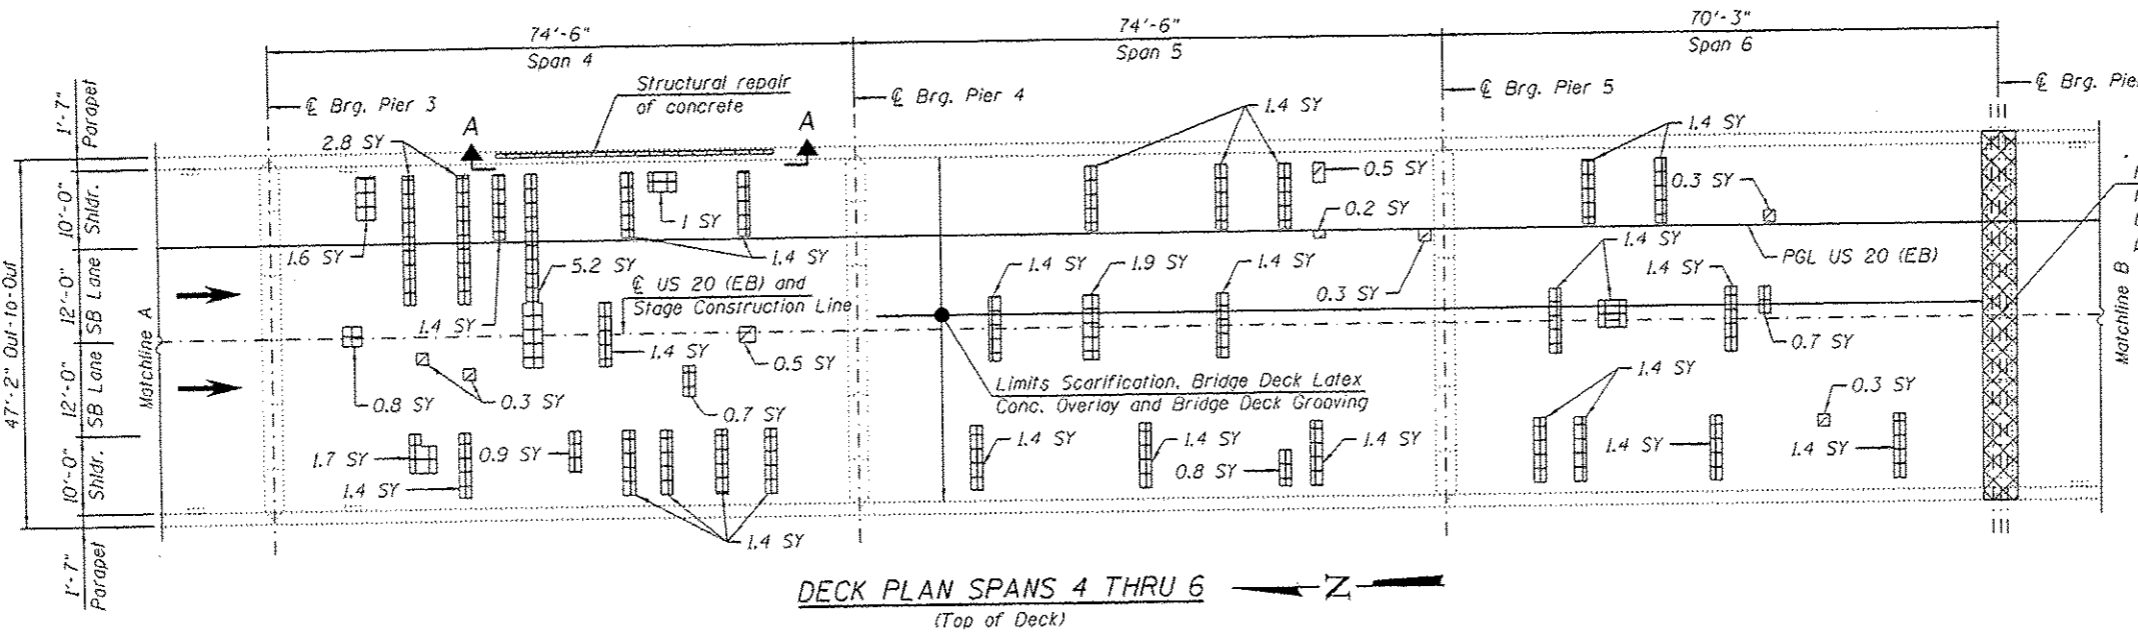 74'-6"
Span 4
74'-6"
Span 5
70'-3"
Span 6
℄ Brg. Pier 3
Structural repair
of concrete
℄ Brg. Pier 4
℄ Brg. Pier 5
℄ Brg. Pier
1'-7"
Parapet
10'-0"
Shldr.
12'-0"
SB Lane
12'-0"
SB Lane
10'-0"
Shldr.
1'-7"
Parapet
47'-2" Out-to-Out
Matchline A
2.8 SY
A
A
1.4 SY
0.5 SY
1.4 SY
0.3 SY
1 SY
0.2 SY
1.6 SY
5.2 SY
1.4 SY
1.4 SY
1.9 SY
1.4 SY
1.4 SY
1.4 SY
PGL US 20 (EB)
℄ US 20 (EB) and
Stage Construction Line
0.3 SY
1.4 SY
1.4 SY
0.5 SY
0.7 SY
Matchline B
0.8 SY
0.3 SY
0.7 SY
Limits Scarification, Bridge Deck Latex
Conc. Overlay and Bridge Deck Grooving
1.4 SY
0.3 SY
1.7 SY
0.9 SY
1.4 SY
1.4 SY
1.4 SY
1.4 SY
1.4 SY
1.4 SY
0.8 SY
1.4 SY
DECK PLAN SPANS 4 THRU 6
Z
(Top of Deck)